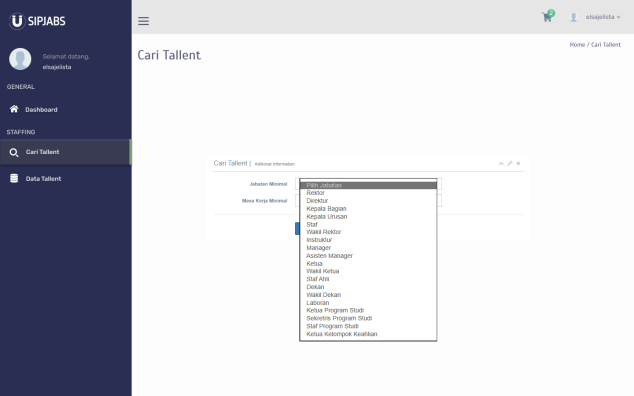 SIPJABS
2
elsajelista
Selamat datang,
elsajelista
Home / Cari Tallent
Cari Tallent
GENERAL
Dashboard
STAFFING
Cari Tallent
Data Tallent
Cari Tallent | Aditional information
Jabatan Minimal
Masa Kerja Minimal
Pilih Jabatan
Rektor
Direktur
Kepala Bagian
Kepala Urusan
Staf
Wakil Rektor
Instruktur
Manager
Asisten Manager
Ketua
Wakil Ketua
Staf Ahli
Dekan
Wakil Dekan
Laboran
Ketua Program Studi
Sekretris Program Studi
Staf Program Studi
Ketua Kelompok Keahlian